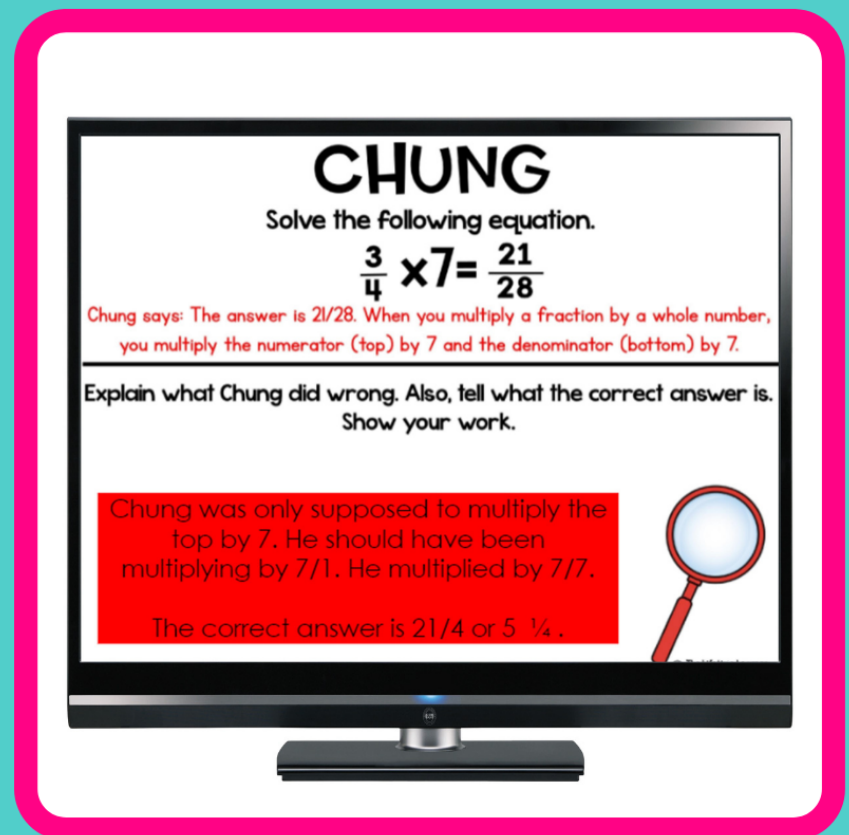 CHUNG
Solve the following equation.
3/4 ×7= 21/28
Chung says: The answer is 21/28. When you multiply a fraction by a whole number,
you multiply the numerator (top) by 7 and the denominator (bottom) by 7.
Explain what Chung did wrong. Also, tell what the correct answer is.
Show your work.
Chung was only supposed to multiply the
top by 7. He should have been
multiplying by 7/1. He multiplied by 7/7.
The correct answer is 21/4 or 5 ¼ .